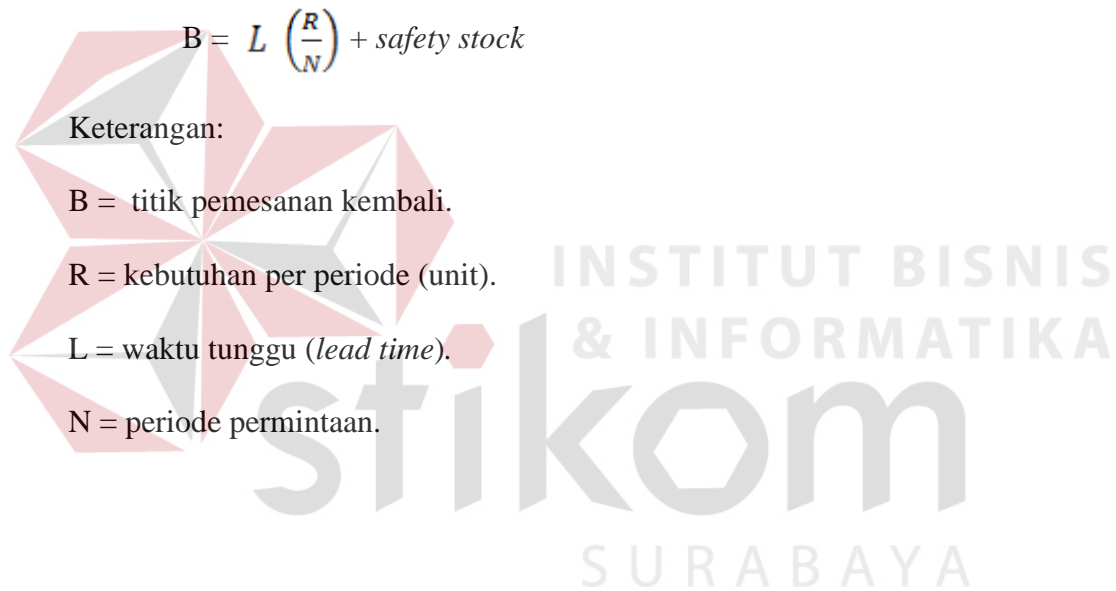 B = L (R/N) + safety stock
Keterangan:
B = titik pemesanan kembali.
R = kebutuhan per periode (unit).
L = waktu tunggu (lead time).
N = periode permintaan.
INSTITUT BISNIS
& INFORMATIKA
stikom
SURABAYA